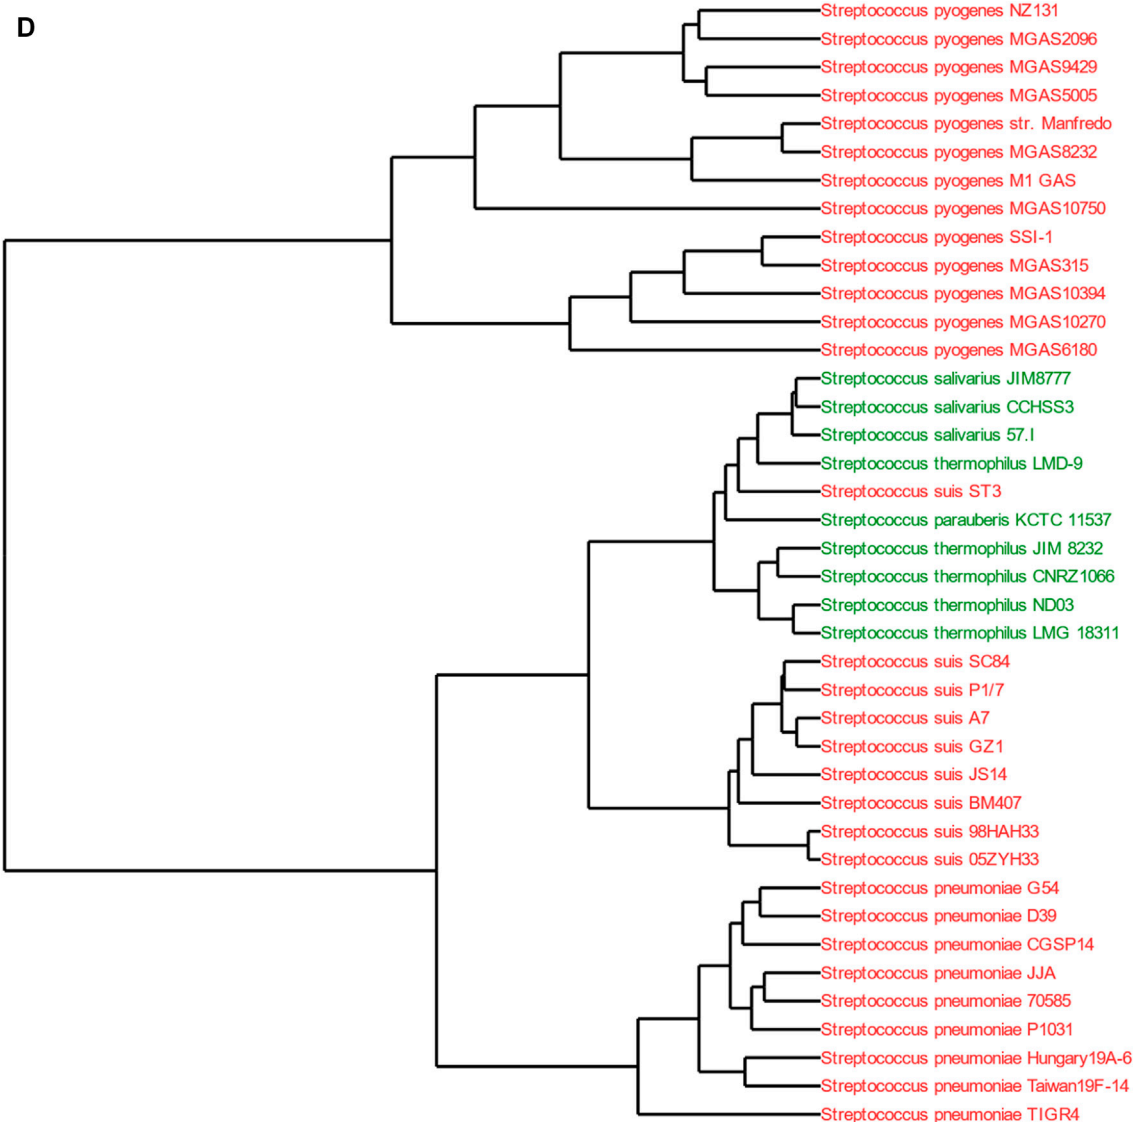 D
Streptococcus pyogenes NZ131
Streptococcus pyogenes MGAS2096
Streptococcus pyogenes MGAS9429
Streptococcus pyogenes MGAS5005
Streptococcus pyogenes str. Manfredo
Streptococcus pyogenes MGAS8232
Streptococcus pyogenes M1 GAS
Streptococcus pyogenes MGAS10750
Streptococcus pyogenes SSI-1
Streptococcus pyogenes MGAS315
Streptococcus pyogenes MGAS10394
Streptococcus pyogenes MGAS10270
Streptococcus pyogenes MGAS6180
Streptococcus salivarius JIM8777
Streptococcus salivarius CCHSS3
Streptococcus salivarius 57.I
Streptococcus thermophilus LMD-9
Streptococcus suis ST3
Streptococcus parauberis KCTC 11537
Streptococcus thermophilus JIM 8232
Streptococcus thermophilus CNRZ1066
Streptococcus thermophilus ND03
Streptococcus thermophilus LMG 18311
Streptococcus suis SC84
Streptococcus suis P1/7
Streptococcus suis A7
Streptococcus suis GZ1
Streptococcus suis JS14
Streptococcus suis BM407
Streptococcus suis 98HAH33
Streptococcus suis 05ZYH33
Streptococcus pneumoniae G54
Streptococcus pneumoniae D39
Streptococcus pneumoniae CGSP14
Streptococcus pneumoniae JJA
Streptococcus pneumoniae 70585
Streptococcus pneumoniae P1031
Streptococcus pneumoniae Hungary19A-6
Streptococcus pneumoniae Taiwan19F-14
Streptococcus pneumoniae TIGR4